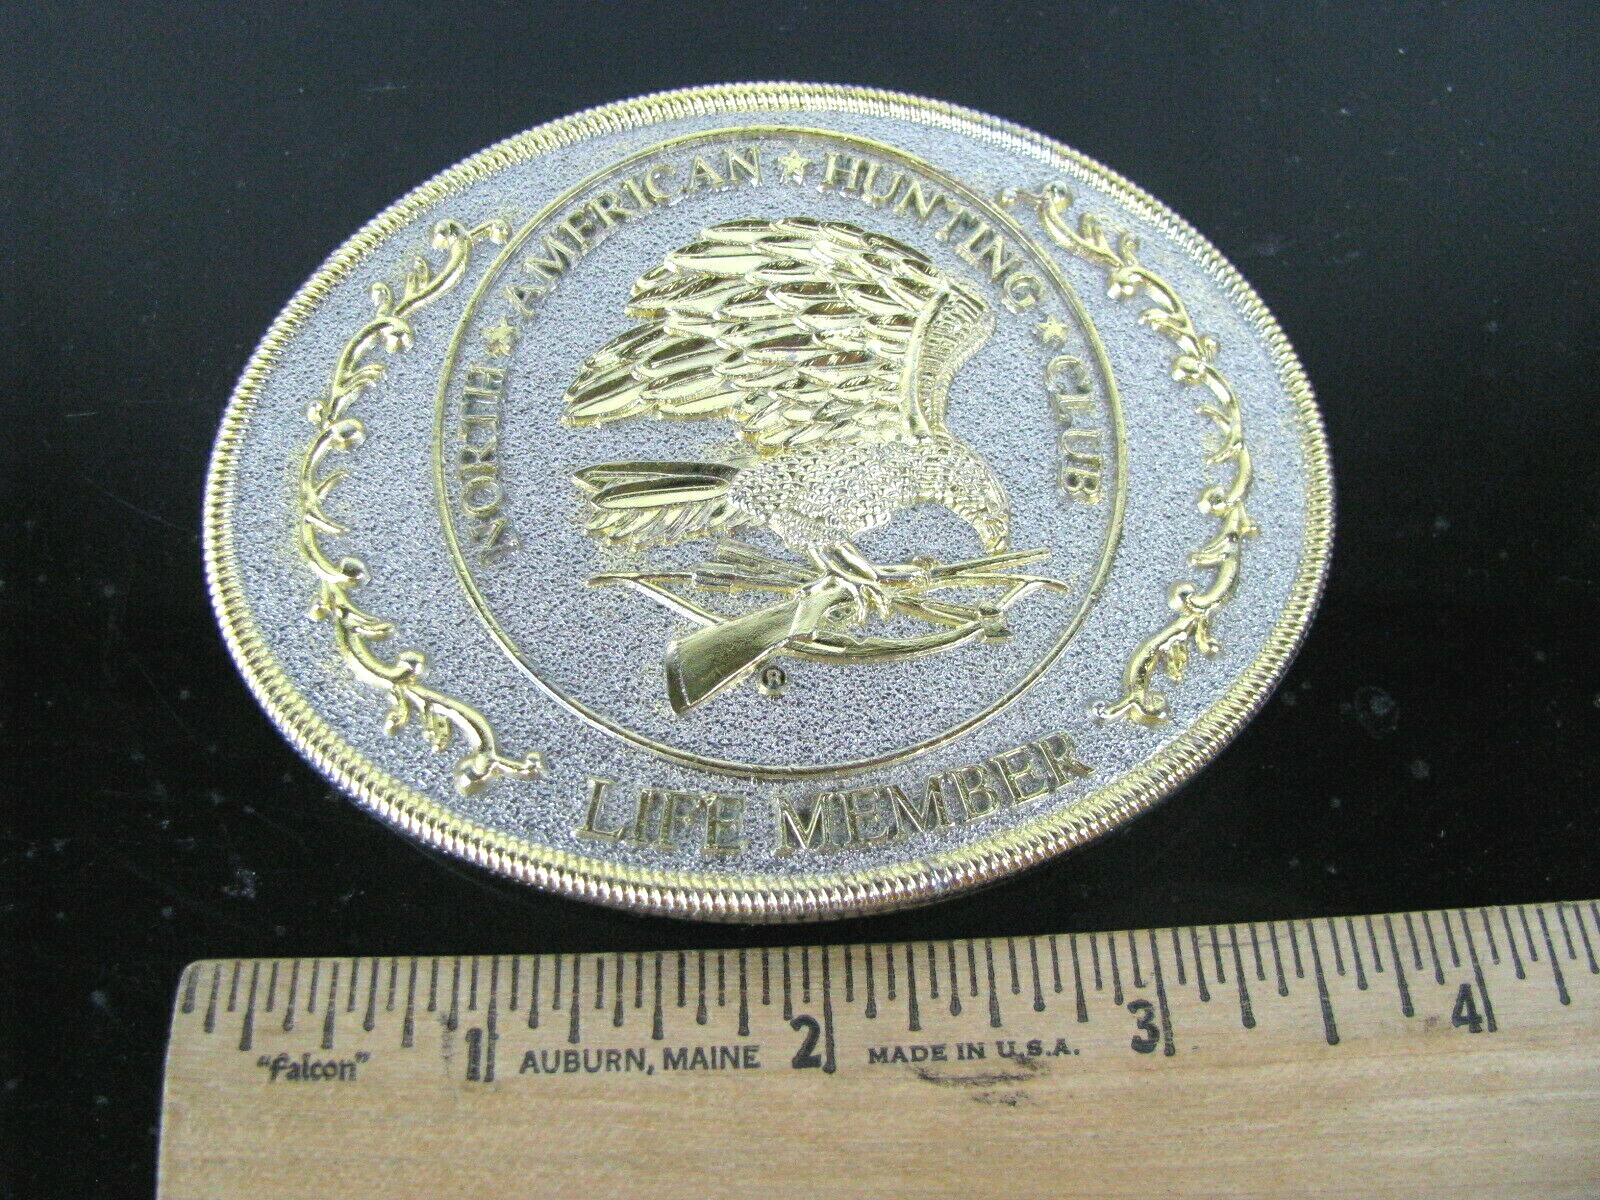 NORTH ★ AMERICAN ★ HUNTING ★ CLUB
®
LIFE MEMBER
1 2 3 4
"Falcon" AUBURN, MAINE MADE IN U.S.A.